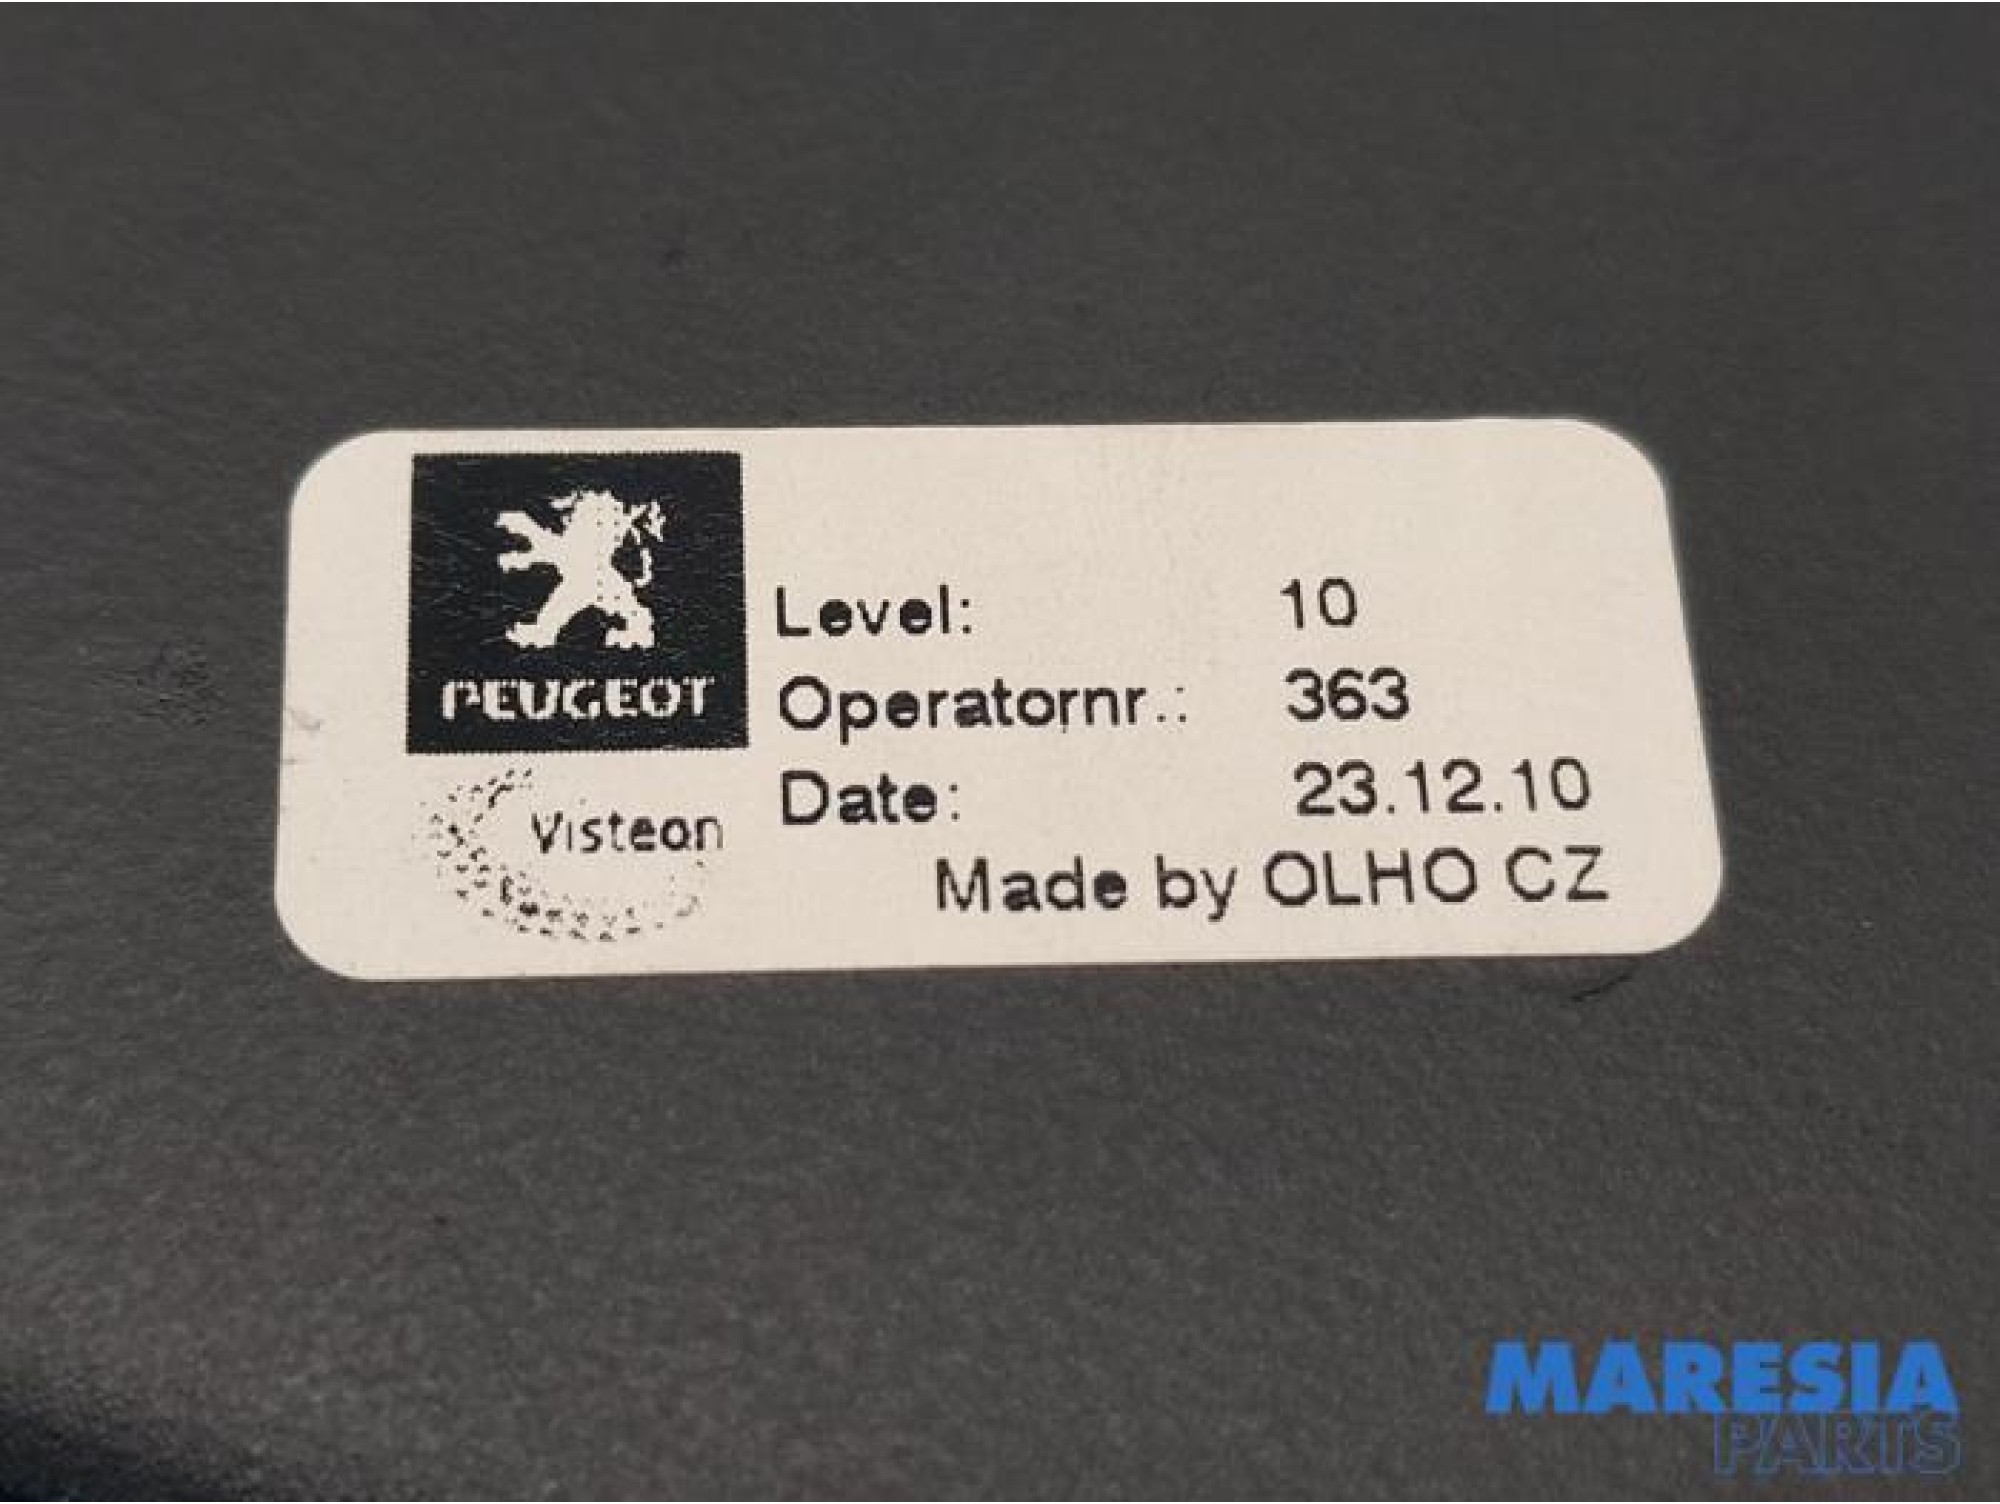 PEUGEOT
Visteon
Level: 10
Operatornr.: 363
Date: 23.12.10
Made by OLHO CZ
MARESIA
PARTS